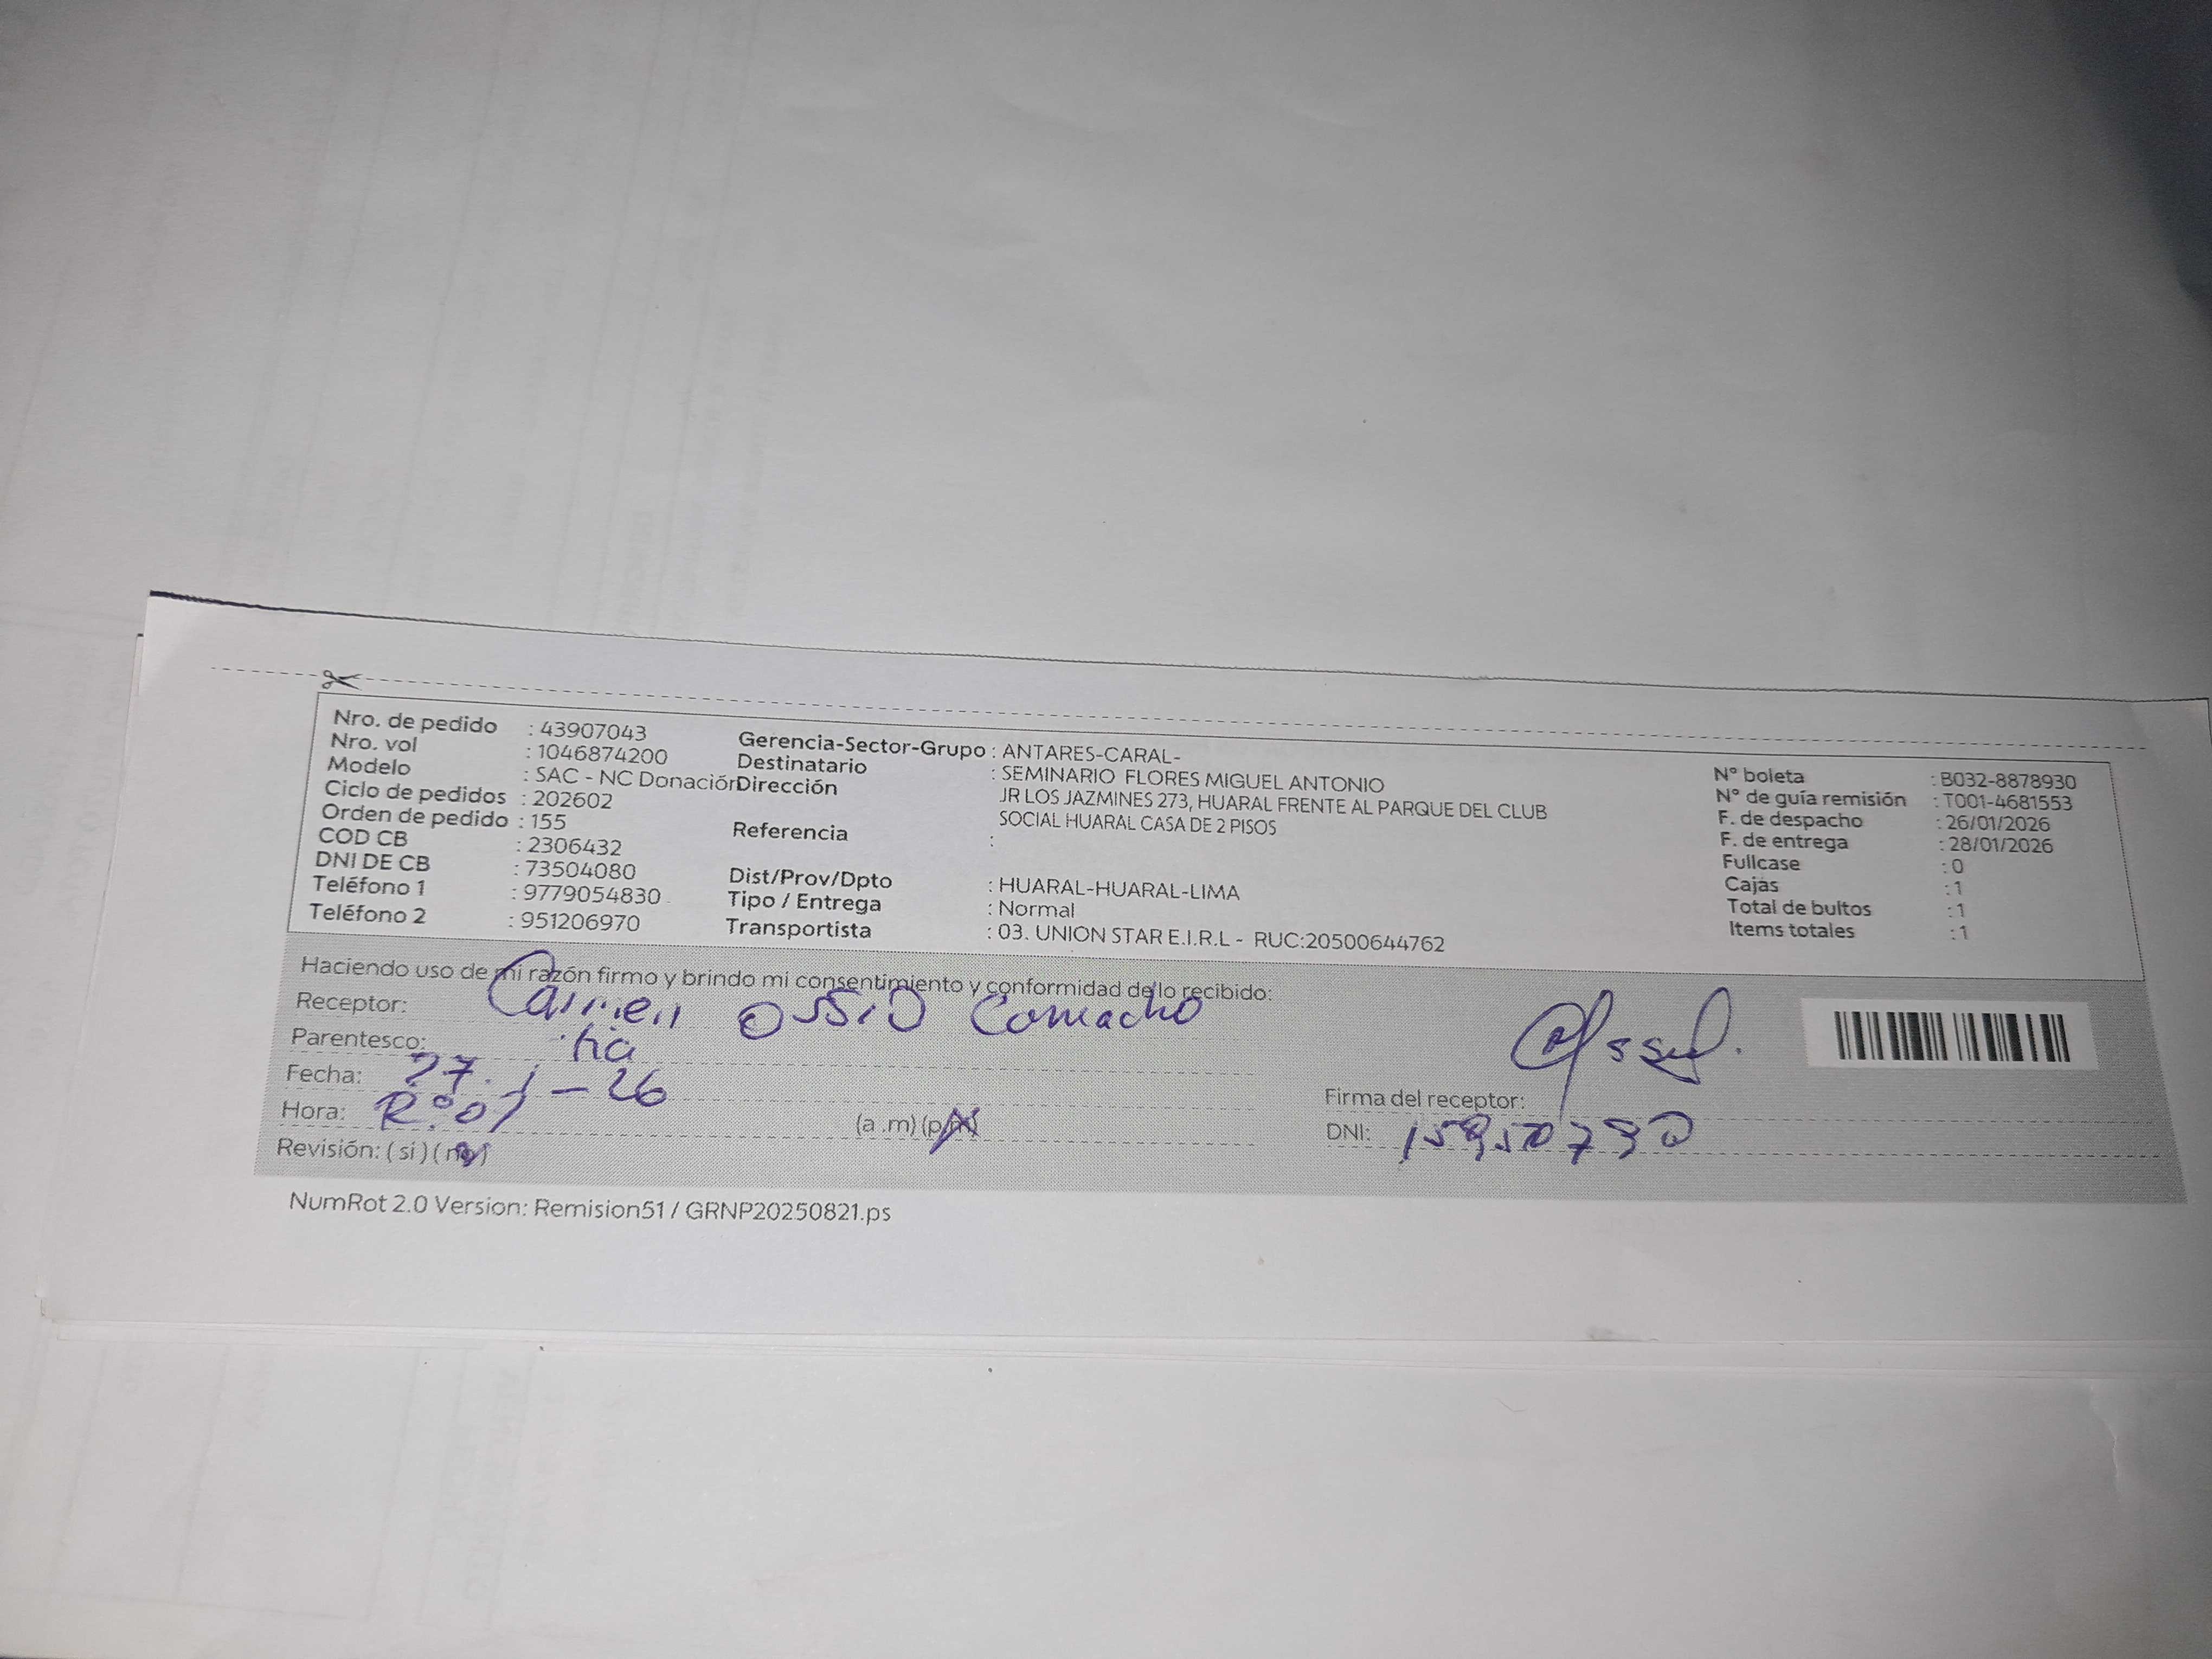 Nro. de pedido : 43907043
Nro. vol : 1046874200
Modelo : SAC - NC Donación
Ciclo de pedidos : 202602
Orden de pedido : 155
COD CB : 2306432
DNI DE CB : 73504080
Teléfono 1 : 9779054830
Teléfono 2 : 951206970
Gerencia-Sector-Grupo : ANTARES-CARAL-
Destinatario : SEMINARIO FLORES MIGUEL ANTONIO
Dirección JR LOS JAZMINES 273, HUARAL FRENTE AL PARQUE DEL CLUB
SOCIAL HUARAL CASA DE 2 PISOS
Referencia :
Dist/Prov/Dpto : HUARAL-HUARAL-LIMA
Tipo / Entrega : Normal
Transportista : 03. UNION STAR E.I.R.L - RUC:20500644762
N° boleta : B032-8878930
N° de guía remisión : T001-4681553
F. de despacho : 26/01/2026
F. de entrega : 28/01/2026
Fullcase : 0
Cajas : 1
Total de bultos : 1
Items totales : 1
Haciendo uso de mi razón firmo y brindo mi consentimiento y conformidad de lo recibido:
Receptor: Carmen Ossio Camacho
Parentesco: tia
Fecha: 27-1-26
Hora: (a .m) (p.m)
Revisión: ( si ) ( no )
Firma del receptor:
DNI:
NumRot 2.0 Version: Remision51 / GRNP20250821.ps